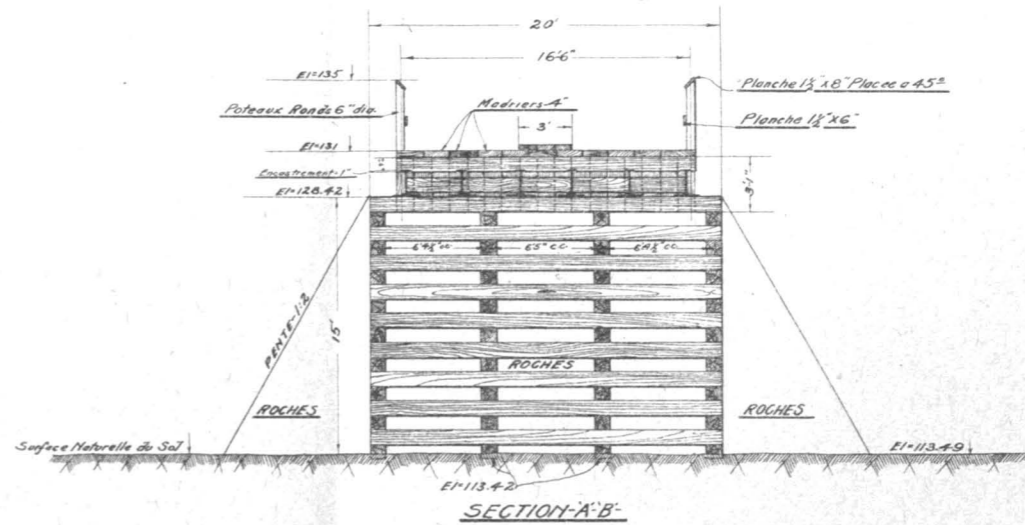 20'
16'6"
El=135
Planche 1½"x8" Placee a 45°
Poteaux Ronds 6" dia.
Madriers-4"
Planche 1½"x6"
3'
El=131
Encastrement-1"
3'-1"
El=128.42
6'4½" cc
6'5" cc
6'4½" cc
PENTE-1:2
15'
ROCHES
ROCHES
ROCHES
Surface Naturelle du Sol
El=113.49
El=113.42
SECTION-'A'-'B'-